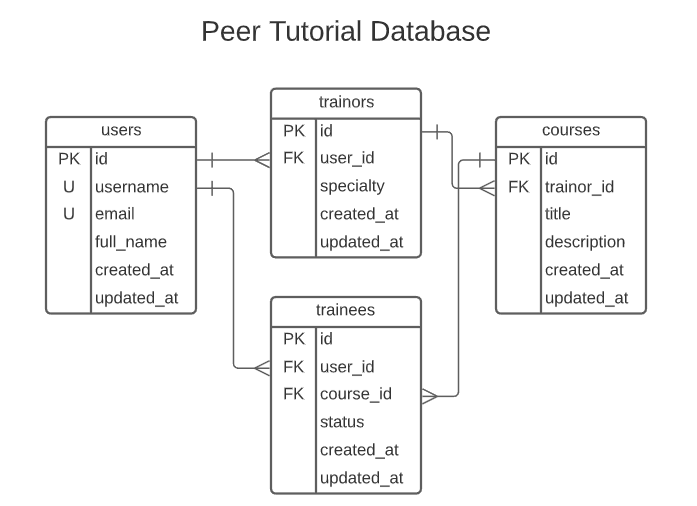 Peer Tutorial Database
users
PK id
U username
U email
full_name
created_at
updated_at
trainors
PK id
FK user_id
specialty
created_at
updated_at
trainees
PK id
FK user_id
FK course_id
status
created_at
updated_at
courses
PK id
FK trainor_id
title
description
created_at
updated_at